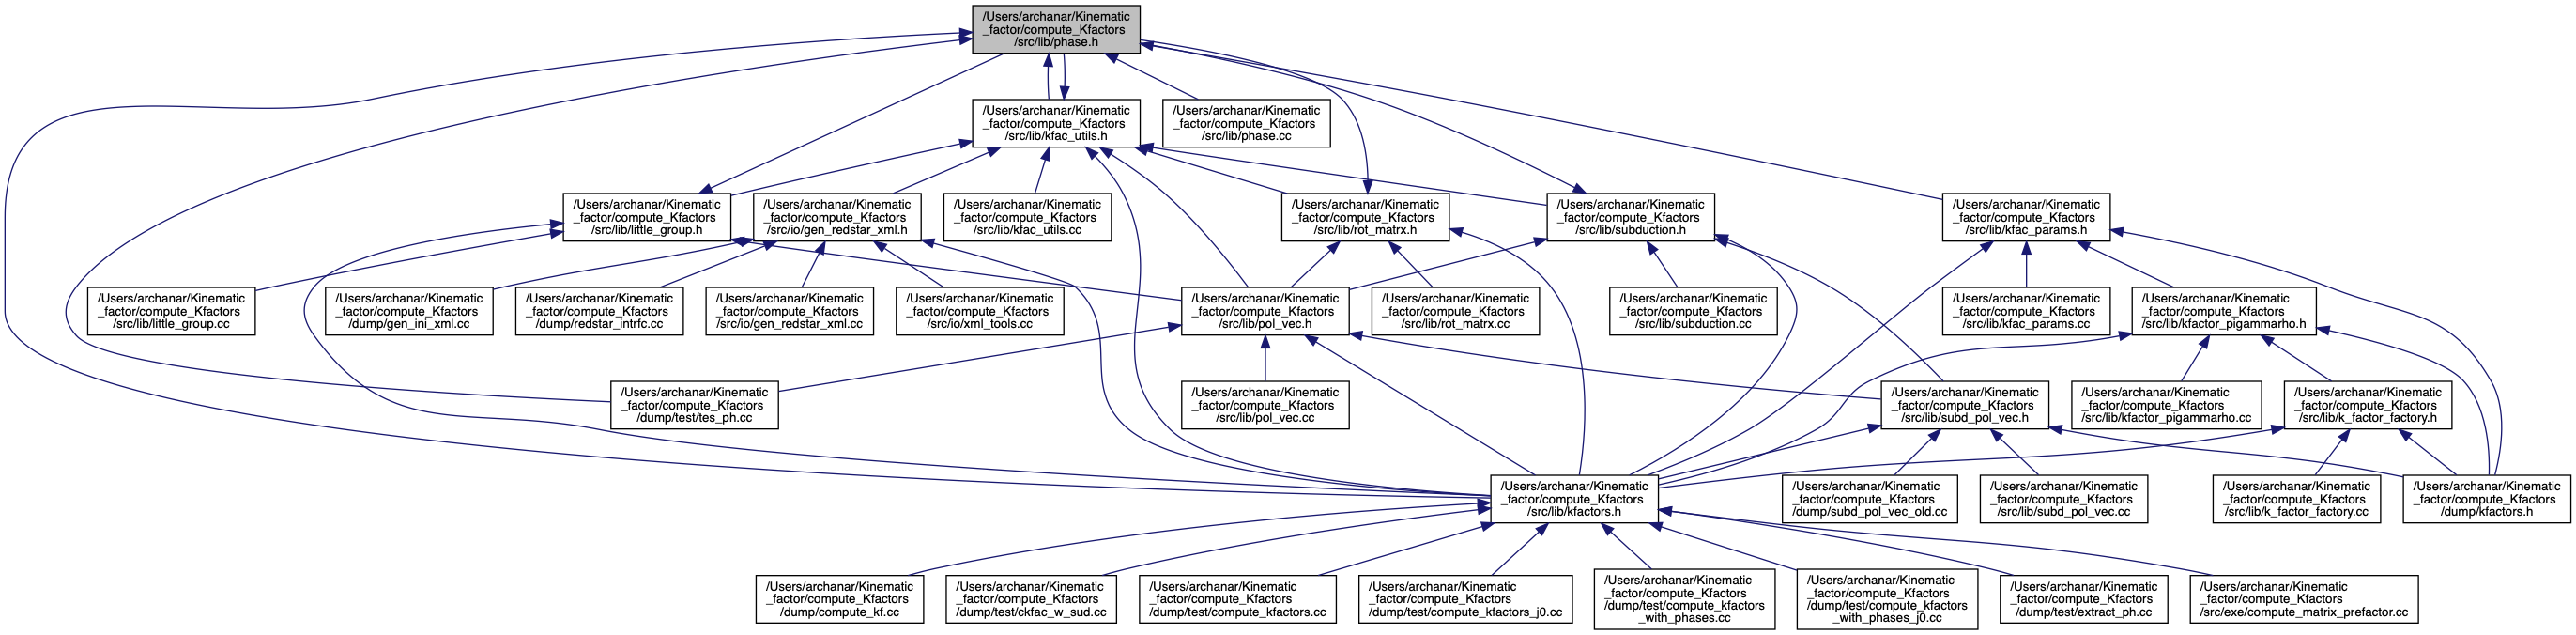 /Users/archanar/Kinematic
_factor/compute_Kfactors
/src/lib/phase.h
/Users/archanar/Kinematic
_factor/compute_Kfactors
/src/lib/kfac_utils.h
/Users/archanar/Kinematic
_factor/compute_Kfactors
/src/lib/phase.cc
/Users/archanar/Kinematic
_factor/compute_Kfactors
/src/lib/little_group.h
/Users/archanar/Kinematic
_factor/compute_Kfactors
/src/io/gen_redstar_xml.h
/Users/archanar/Kinematic
_factor/compute_Kfactors
/src/lib/kfac_utils.cc
/Users/archanar/Kinematic
_factor/compute_Kfactors
/src/lib/rot_matrx.h
/Users/archanar/Kinematic
_factor/compute_Kfactors
/src/lib/subduction.h
/Users/archanar/Kinematic
_factor/compute_Kfactors
/src/lib/kfac_params.h
/Users/archanar/Kinematic
_factor/compute_Kfactors
/src/lib/little_group.cc
/Users/archanar/Kinematic
_factor/compute_Kfactors
/dump/gen_ini_xml.cc
/Users/archanar/Kinematic
_factor/compute_Kfactors
/dump/redstar_intrfc.cc
/Users/archanar/Kinematic
_factor/compute_Kfactors
/src/io/gen_redstar_xml.cc
/Users/archanar/Kinematic
_factor/compute_Kfactors
/src/io/xml_tools.cc
/Users/archanar/Kinematic
_factor/compute_Kfactors
/src/lib/pol_vec.h
/Users/archanar/Kinematic
_factor/compute_Kfactors
/src/lib/rot_matrx.cc
/Users/archanar/Kinematic
_factor/compute_Kfactors
/src/lib/subduction.cc
/Users/archanar/Kinematic
_factor/compute_Kfactors
/src/lib/kfac_params.cc
/Users/archanar/Kinematic
_factor/compute_Kfactors
/src/lib/kfactor_pigammarho.h
/Users/archanar/Kinematic
_factor/compute_Kfactors
/dump/test/tes_ph.cc
/Users/archanar/Kinematic
_factor/compute_Kfactors
/src/lib/pol_vec.cc
/Users/archanar/Kinematic
_factor/compute_Kfactors
/src/lib/subd_pol_vec.h
/Users/archanar/Kinematic
_factor/compute_Kfactors
/src/lib/kfactor_pigammarho.cc
/Users/archanar/Kinematic
_factor/compute_Kfactors
/src/lib/k_factor_factory.h
/Users/archanar/Kinematic
_factor/compute_Kfactors
/src/lib/kfactors.h
/Users/archanar/Kinematic
_factor/compute_Kfactors
/dump/subd_pol_vec_old.cc
/Users/archanar/Kinematic
_factor/compute_Kfactors
/src/lib/subd_pol_vec.cc
/Users/archanar/Kinematic
_factor/compute_Kfactors
/src/lib/k_factor_factory.cc
/Users/archanar/Kinematic
_factor/compute_Kfactors
/dump/kfactors.h
/Users/archanar/Kinematic
_factor/compute_Kfactors
/dump/compute_kf.cc
/Users/archanar/Kinematic
_factor/compute_Kfactors
/dump/test/ckfac_w_sud.cc
/Users/archanar/Kinematic
_factor/compute_Kfactors
/dump/test/compute_kfactors.cc
/Users/archanar/Kinematic
_factor/compute_Kfactors
/dump/test/compute_kfactors_j0.cc
/Users/archanar/Kinematic
_factor/compute_Kfactors
/dump/test/compute_kfactors
_with_phases.cc
/Users/archanar/Kinematic
_factor/compute_Kfactors
/dump/test/compute_kfactors
_with_phases_j0.cc
/Users/archanar/Kinematic
_factor/compute_Kfactors
/dump/test/extract_ph.cc
/Users/archanar/Kinematic
_factor/compute_Kfactors
/src/exe/compute_matrix_prefactor.cc